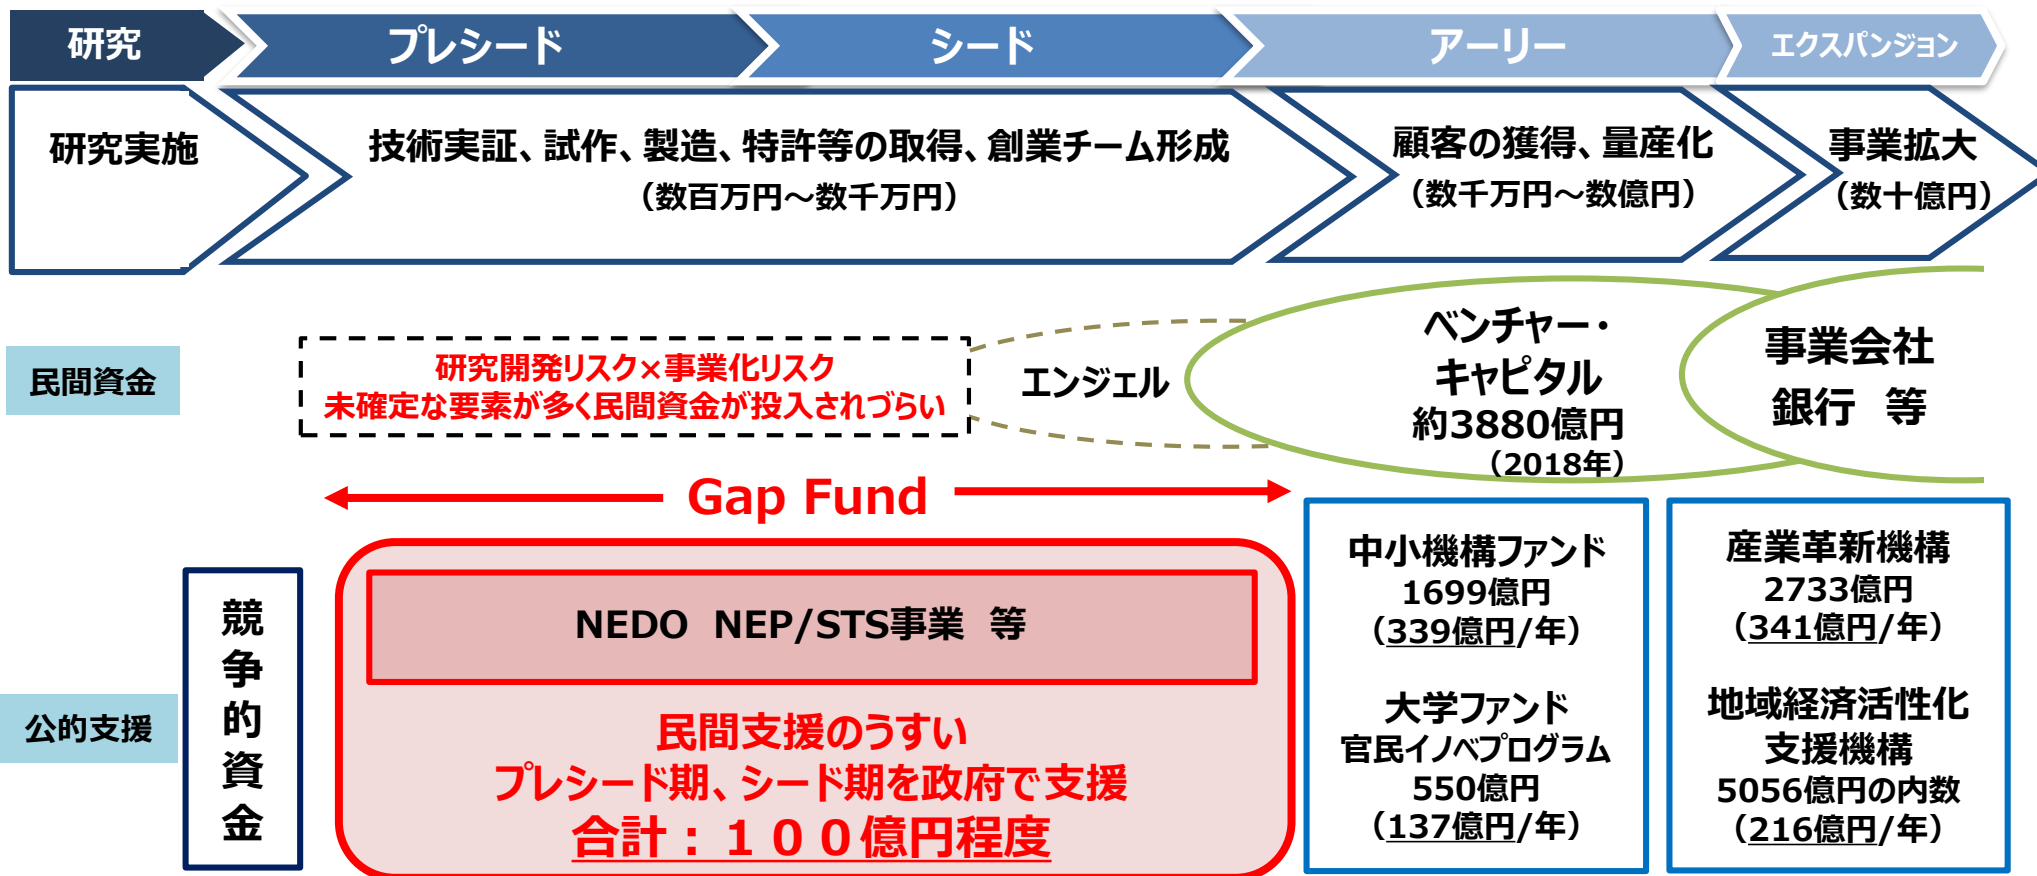 研究
プレシード
シード
アーリー
エクスパンジョン
研究実施
技術実証、試作、製造、特許等の取得、創業チーム形成
（数百万円～数千万円）
顧客の獲得、量産化
（数千万円～数億円）
事業拡大
（数十億円）
民間資金
研究開発リスク×事業化リスク
未確定な要素が多く民間資金が投入されづらい
エンジェル
ベンチャー・
キャピタル
約3880億円
（2018年）
事業会社
銀行　等
Gap Fund
公的支援
競争的資金
NEDO　NEP/STS事業　等
民間支援のうすい
プレシード期、シード期を政府で支援
合計：１００億円程度
中小機構ファンド
1699億円
（339億円/年）
大学ファンド
官民イノベプログラム
550億円
（137億円/年）
産業革新機構
2733億円
（341億円/年）
地域経済活性化
支援機構
5056億円の内数
（216億円/年）